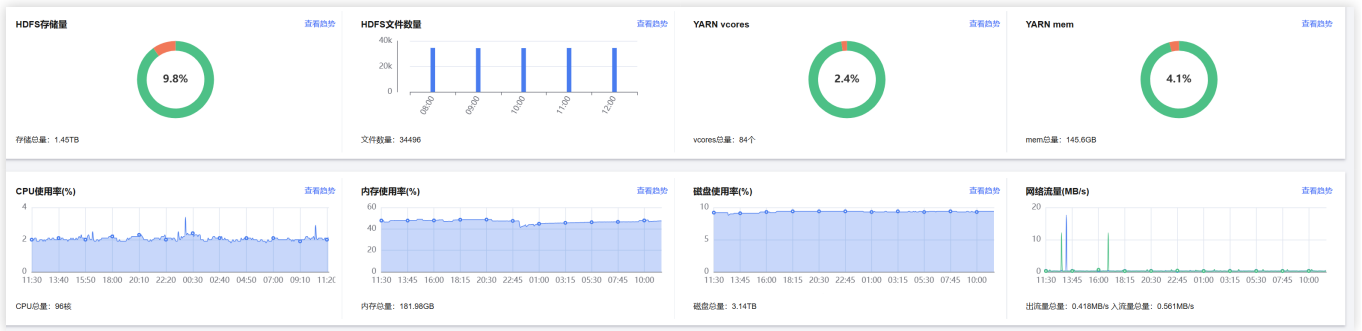 HDFS存储量 查看趋势
9.8%
存储总量：1.45TB
HDFS文件数量 查看趋势
40k
20k
0
08:00 09:00 10:00 11:00 12:00
文件数量：34496
YARN vcores 查看趋势
2.4%
vcores总量：84个
YARN mem 查看趋势
4.1%
mem总量：145.6GB
CPU使用率(%) 查看趋势
4
2
0
11:30 13:40 15:50 18:00 20:10 22:20 00:30 02:40 04:50 07:00 09:10 11:20
CPU总量：96核
内存使用率(%) 查看趋势
60
40
20
0
11:30 13:45 16:00 18:15 20:30 22:45 01:00 03:15 05:30 07:45 10:00
内存总量：181.98GB
磁盘使用率(%) 查看趋势
10
5
0
11:30 13:45 16:00 18:15 20:30 22:45 01:00 03:15 05:30 07:45 10:00
磁盘总量：3.14TB
网络流量(MB/s) 查看趋势
20
10
0
11:30 13:45 16:00 18:15 20:30 22:45 01:00 03:15 05:30 07:45 10:00
出流量总量：0.418MB/s 入流量总量：0.561MB/s